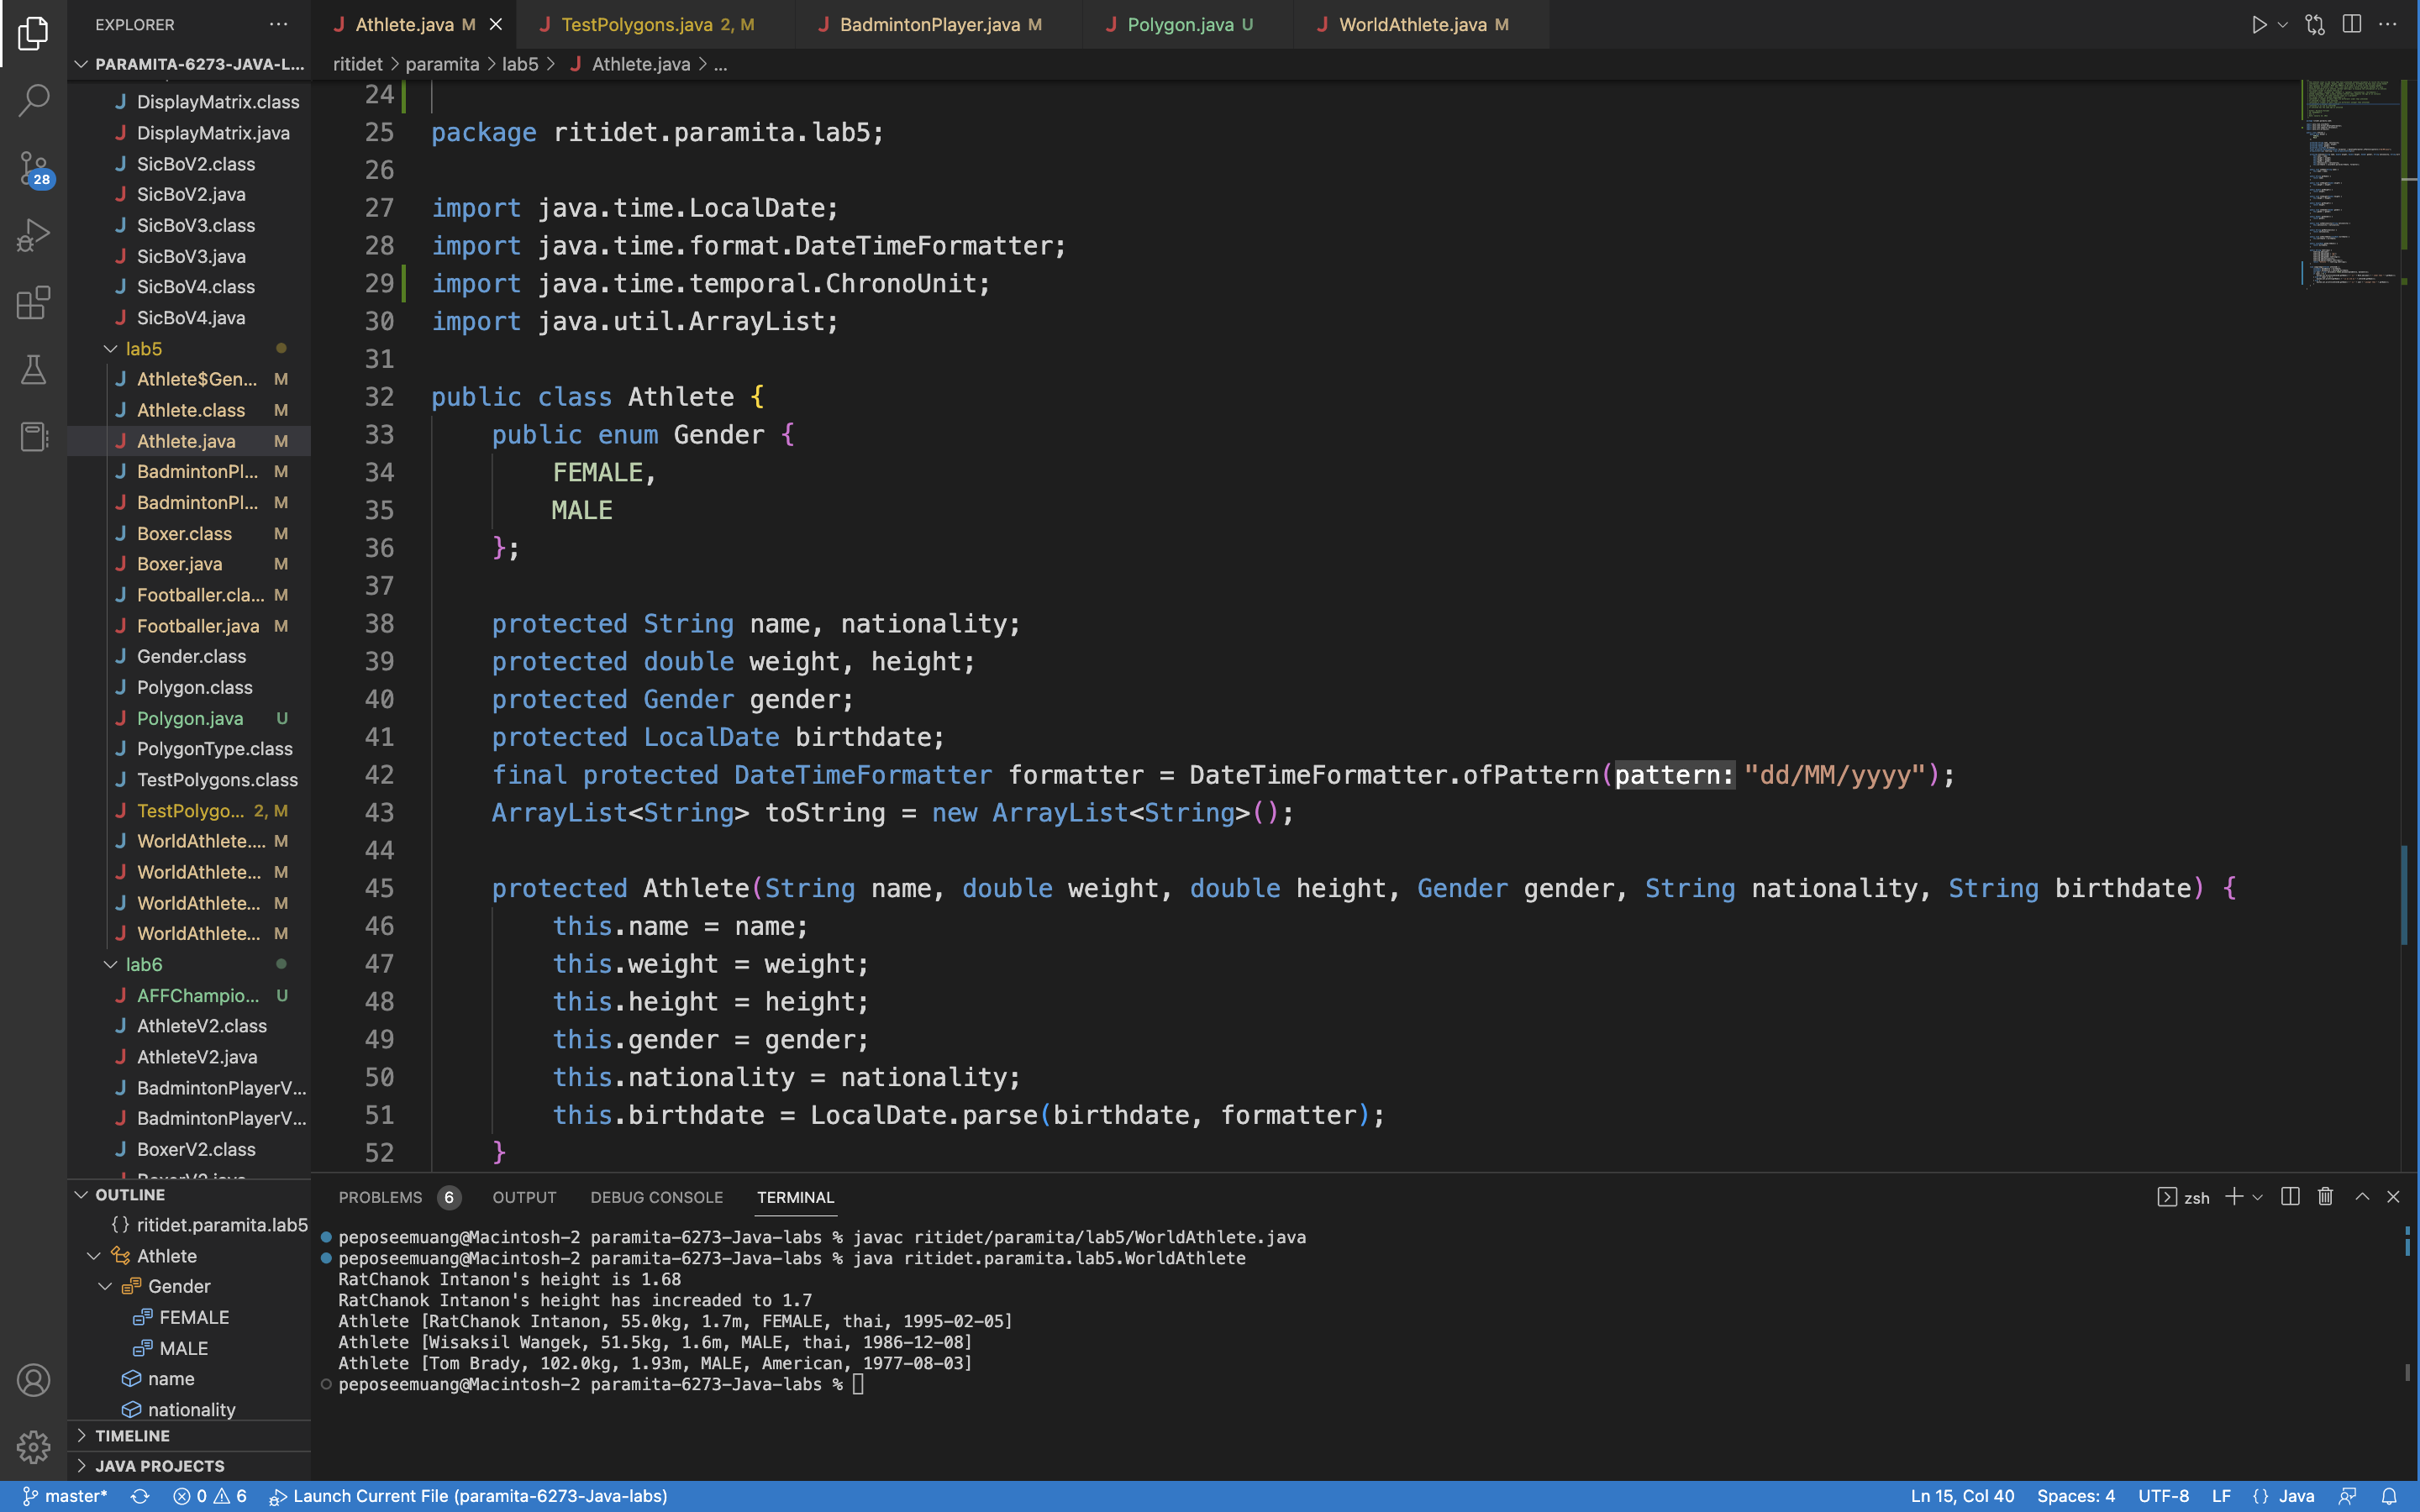 EXPLORER
PARAMITA-6273-JAVA-L...
DisplayMatrix.class
DisplayMatrix.java
SicBoV2.class
SicBoV2.java
SicBoV3.class
SicBoV3.java
SicBoV4.class
SicBoV4.java
lab5
Athlete$Gen... M
Athlete.class M
Athlete.java M
BadmintonPl... M
BadmintonPl... M
Boxer.class M
Boxer.java M
Footballer.cla... M
Footballer.java M
Gender.class
Polygon.class
Polygon.java U
PolygonType.class
TestPolygons.class
TestPolygo... 2, M
WorldAthlete.... M
WorldAthlete... M
WorldAthlete... M
WorldAthlete... M
lab6
AFFChampio... U
AthleteV2.class
AthleteV2.java
BadmintonPlayerV...
BadmintonPlayerV...
BoxerV2.class
28
OUTLINE
{} ritidet.paramita.lab5
Athlete
Gender
FEMALE
MALE
name
nationality
TIMELINE
JAVA PROJECTS
Athlete.java M TestPolygons.java 2, M BadmintonPlayer.java M Polygon.java U WorldAthlete.java M
ritidet > paramita > lab5 > Athlete.java > ...
24
25 package ritidet.paramita.lab5;
26
27 import java.time.LocalDate;
28 import java.time.format.DateTimeFormatter;
29 import java.time.temporal.ChronoUnit;
30 import java.util.ArrayList;
31
32 public class Athlete {
33 public enum Gender {
34 FEMALE,
35 MALE
36 };
37
38 protected String name, nationality;
39 protected double weight, height;
40 protected Gender gender;
41 protected LocalDate birthdate;
42 final protected DateTimeFormatter formatter = DateTimeFormatter.ofPattern(pattern: "dd/MM/yyyy");
43 ArrayList<String> toString = new ArrayList<String>();
44
45 protected Athlete(String name, double weight, double height, Gender gender, String nationality, String birthdate) {
46 this.name = name;
47 this.weight = weight;
48 this.height = height;
49 this.gender = gender;
50 this.nationality = nationality;
51 this.birthdate = LocalDate.parse(birthdate, formatter);
52 }
PROBLEMS 6 OUTPUT DEBUG CONSOLE TERMINAL zsh
peposeemuang@Macintosh-2 paramita-6273-Java-labs % javac ritidet/paramita/lab5/WorldAthlete.java
peposeemuang@Macintosh-2 paramita-6273-Java-labs % java ritidet.paramita.lab5.WorldAthlete
RatChanok Intanon's height is 1.68
RatChanok Intanon's height has increaded to 1.7
Athlete [RatChanok Intanon, 55.0kg, 1.7m, FEMALE, thai, 1995-02-05]
Athlete [Wisaksil Wangek, 51.5kg, 1.6m, MALE, thai, 1986-12-08]
Athlete [Tom Brady, 102.0kg, 1.93m, MALE, American, 1977-08-03]
peposeemuang@Macintosh-2 paramita-6273-Java-labs %
master* 0 6 Launch Current File (paramita-6273-Java-labs) Ln 15, Col 40 Spaces: 4 UTF-8 LF {} Java